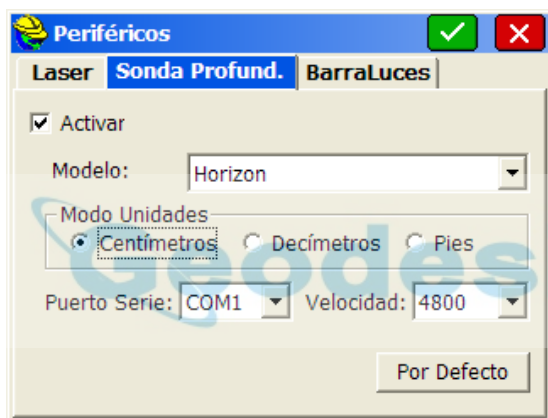 Periféricos
Laser Sonda Profund. BarraLuces
Activar
Modelo: Horizon
Modo Unidades
Centímetros Decímetros Pies
Geodes
Puerto Serie: COM1 Velocidad: 4800
Por Defecto